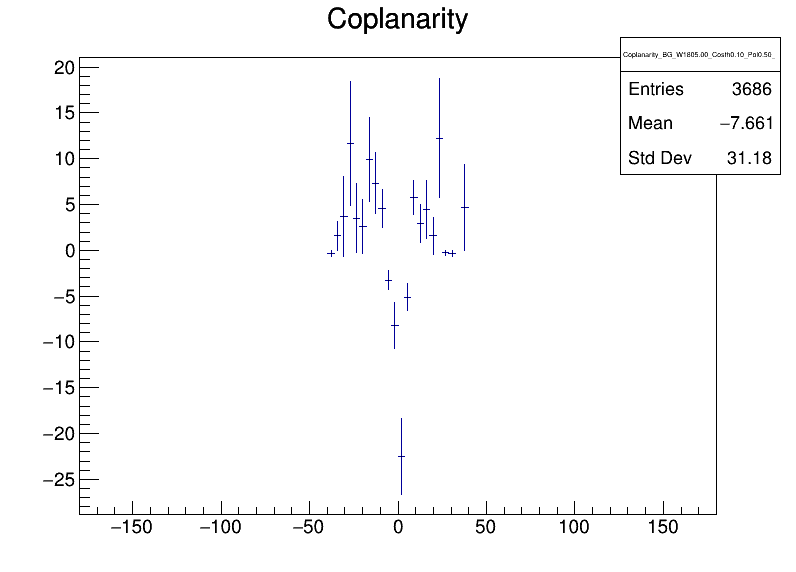 Coplanarity
Coplanarity_BG_W1805.00_Costh0.10_Pol0.50_
Entries 3686
Mean −7.661
Std Dev 31.18
20
15
10
5
0
−5
−10
−15
−20
−25
−150 −100 −50 0 50 100 150